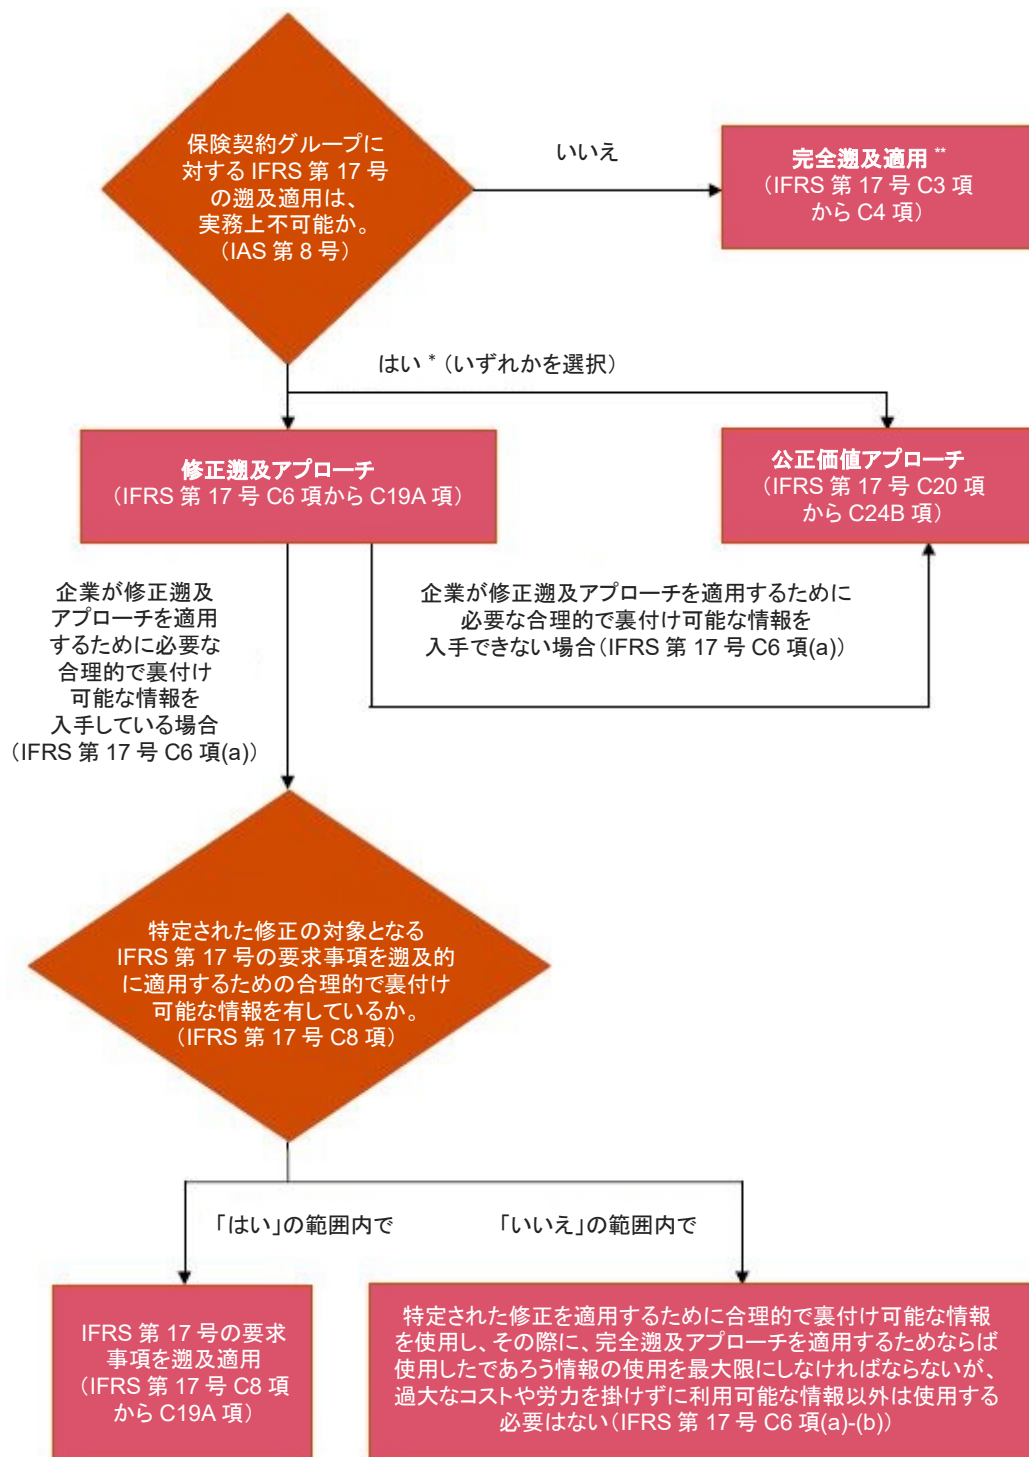 保険契約グループに
対する IFRS 第 17 号
の遡及適用は、
実務上不可能か。
（IAS 第 8 号）
いいえ
完全遡及適用 **
（IFRS 第 17 号 C3 項
から C4 項）
はい *（いずれかを選択）
修正遡及アプローチ
（IFRS 第 17 号 C6 項から C19A 項）
公正価値アプローチ
（IFRS 第 17 号 C20 項
から C24B 項）
企業が修正遡及
アプローチを適用
するために必要な
合理的で裏付け
可能な情報を
入手している場合
（IFRS 第 17 号 C6 項(a)）
企業が修正遡及アプローチを適用するために
必要な合理的で裏付け可能な情報を
入手できない場合（IFRS 第 17 号 C6 項(a)）
特定された修正の対象となる
IFRS 第 17 号の要求事項を遡及的
に適用するための合理的で裏付け
可能な情報を有しているか。
（IFRS 第 17 号 C8 項）
「はい」の範囲内で
「いいえ」の範囲内で
IFRS 第 17 号の要求
事項を遡及適用
（IFRS 第 17 号 C8 項
から C19A 項）
特定された修正を適用するために合理的で裏付け可能な情報
を使用し、その際に、完全遡及アプローチを適用するためならば
使用したであろう情報の使用を最大限にしなければならないが、
過大なコストや労力を掛けずに利用可能な情報以外は使用する
必要はない（IFRS 第 17 号 C6 項(a)-(b)）